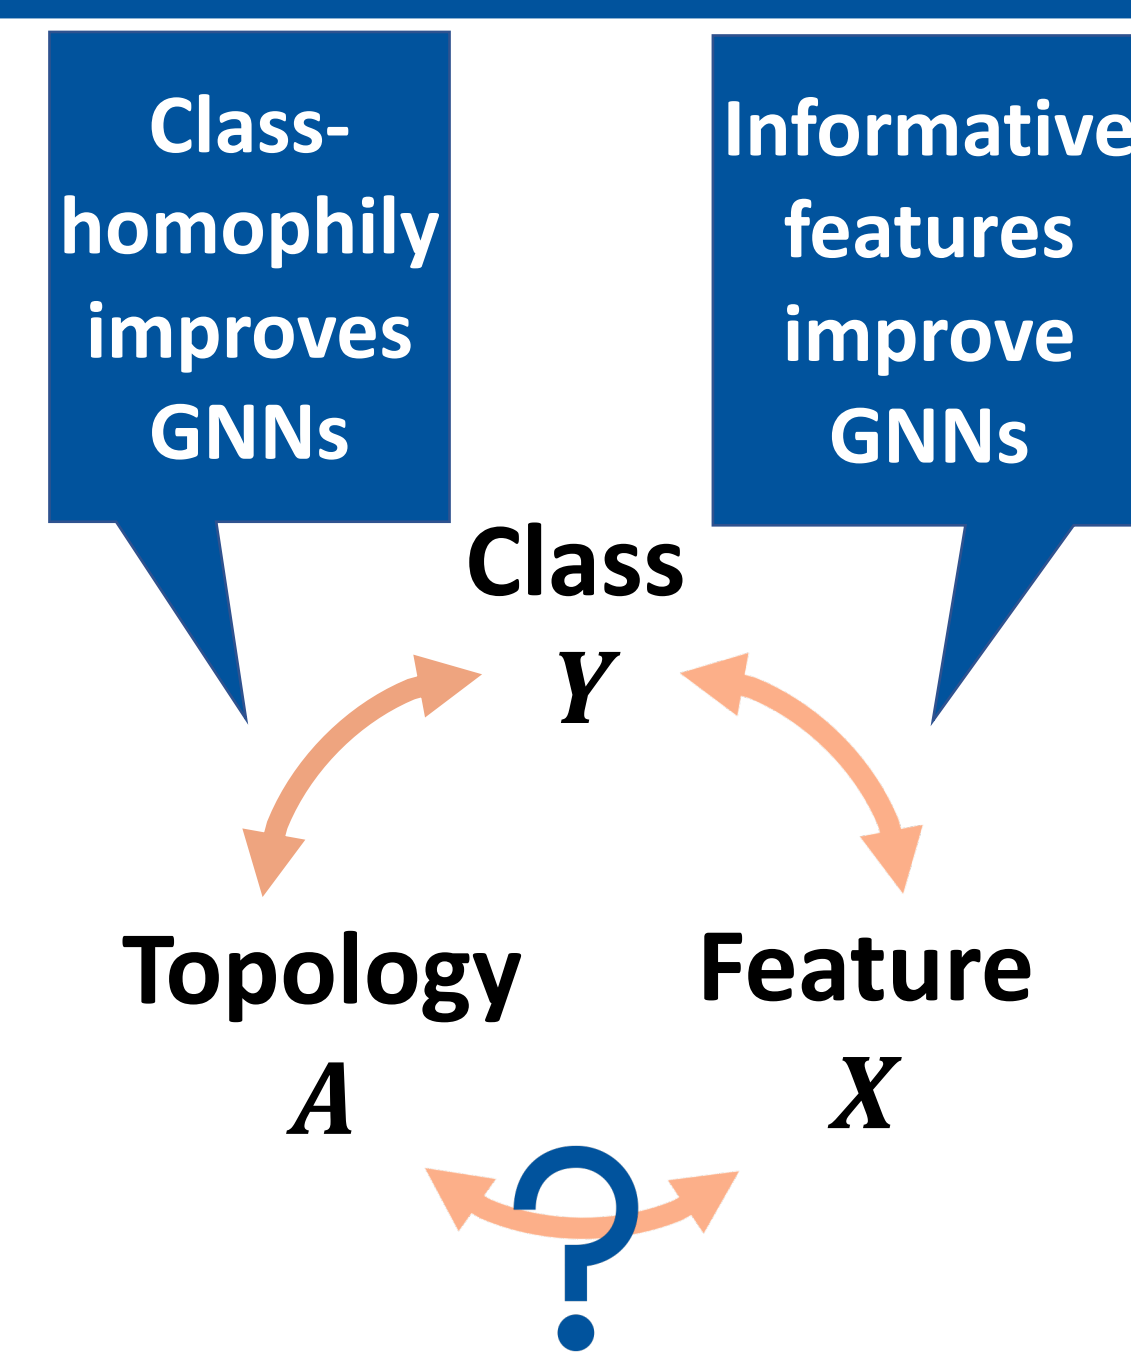 Class-
homophily
improves
GNNs
Informative
features
improve
GNNs
Class
Y
Topology
A
Feature
X
?